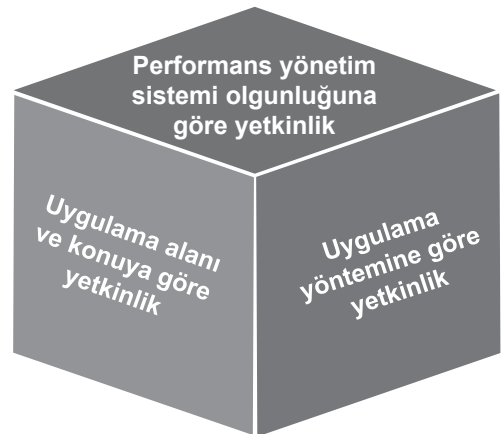 Performans yönetim
sistemi olgunluğuna
göre yetkinlik
Uygulama alanı
ve konuya göre
yetkinlik
Uygulama
yöntemine göre
yetkinlik